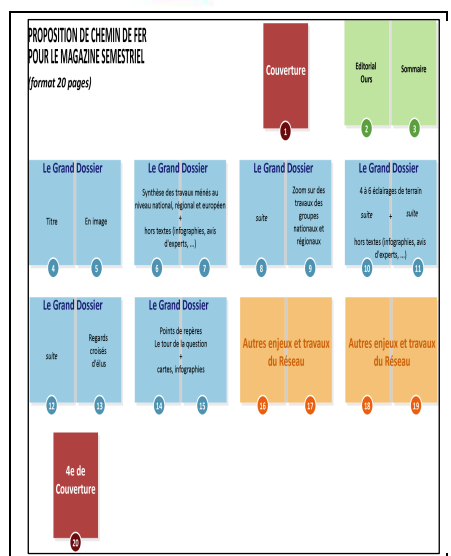 PROPOSITION DE CHEMIN DE FER
POUR LE MAGAZINE SEMESTRIEL
(format 20 pages)
Couverture
1
Editorial
Ours
2
Sommaire
3
Le Grand Dossier
Titre
4
En image
5
Le Grand Dossier
Synthèse des travaux ménés au
niveau national, régional et européen
+
hors textes (infographies, avis
d'experts, ...)
6
7
Le Grand Dossier
suite
8
Zoom sur des
travaux des
groupes
nationaux et
régionaux
9
Le Grand Dossier
4 à 6 éclairages de terrain
suite + suite
hors textes (infographies, avis
d'experts, ...)
10
11
Le Grand Dossier
suite
12
Regards
croisés
d'élus
13
Le Grand Dossier
Points de repères
Le tour de la question
+
cartes, infographies
14
15
Autres enjeux et travaux
du Réseau
16
17
Autres enjeux et travaux
du Réseau
18
19
4e de
Couverture
20